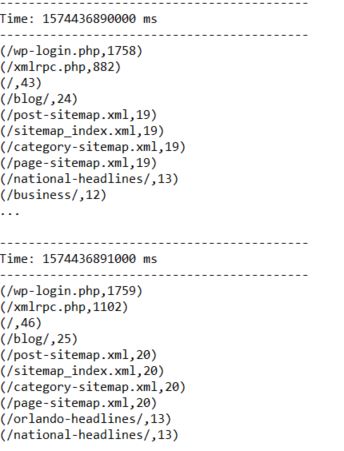 -------------------------------------------
Time: 1574436890000 ms
-------------------------------------------
(/wp-login.php,1758)
(/xmlrpc.php,882)
(/,43)
(/blog/,24)
(/post-sitemap.xml,19)
(/sitemap_index.xml,19)
(/category-sitemap.xml,19)
(/page-sitemap.xml,19)
(/national-headlines/,13)
(/business/,12)
...
-------------------------------------------
Time: 1574436891000 ms
-------------------------------------------
(/wp-login.php,1759)
(/xmlrpc.php,1102)
(/,46)
(/blog/,25)
(/post-sitemap.xml,20)
(/sitemap_index.xml,20)
(/category-sitemap.xml,20)
(/page-sitemap.xml,20)
(/orlando-headlines/,13)
(/national-headlines/,13)